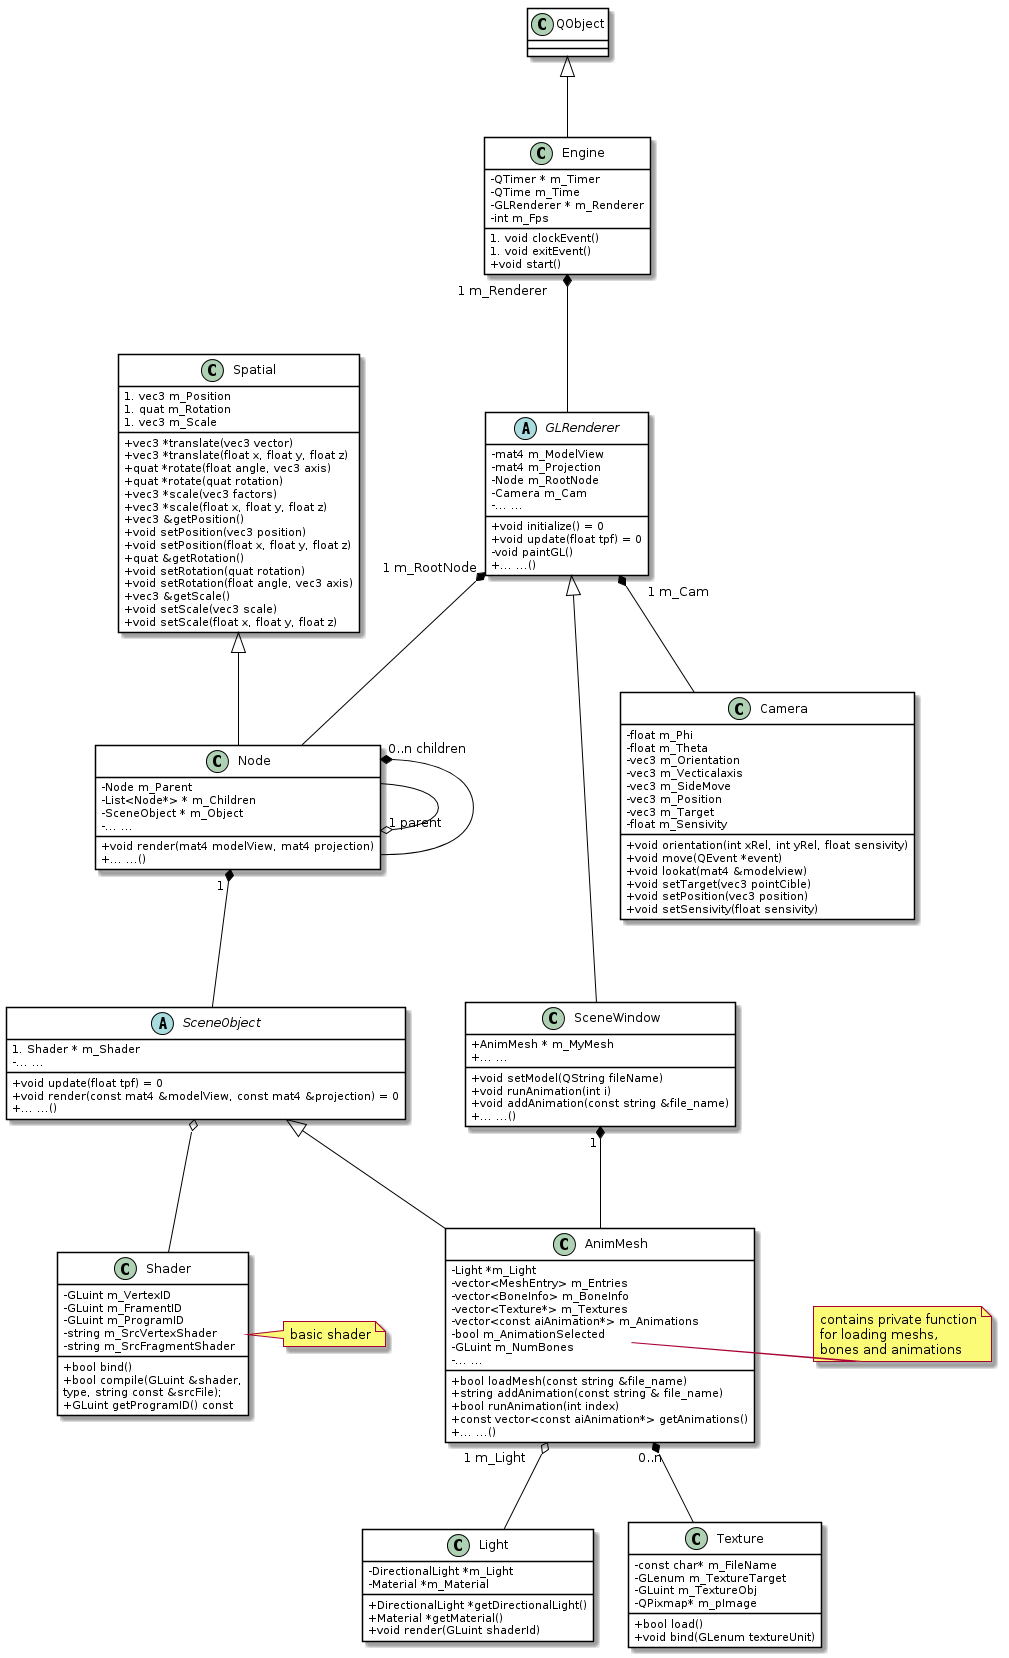 C QObject
C Engine
-QTimer * m_Timer
-QTime m_Time
-GLRenderer * m_Renderer
-int m_Fps
1. void clockEvent()
1. void exitEvent()
+void start()
1 m_Renderer
C Spatial
1. vec3 m_Position
1. quat m_Rotation
1. vec3 m_Scale
+vec3 *translate(vec3 vector)
+vec3 *translate(float x, float y, float z)
+quat *rotate(float angle, vec3 axis)
+quat *rotate(quat rotation)
+vec3 *scale(vec3 factors)
+vec3 *scale(float x, float y, float z)
+vec3 &getPosition()
+void setPosition(vec3 position)
+void setPosition(float x, float y, float z)
+quat &getRotation()
+void setRotation(quat rotation)
+void setRotation(float angle, vec3 axis)
+vec3 &getScale()
+void setScale(vec3 scale)
+void setScale(float x, float y, float z)
A GLRenderer
-mat4 m_ModelView
-mat4 m_Projection
-Node m_RootNode
-Camera m_Cam
-... ...
+void initialize() = 0
+void update(float tpf) = 0
-void paintGL()
+... ...()
1 m_RootNode
1 m_Cam
C Camera
-float m_Phi
-float m_Theta
-vec3 m_Orientation
-vec3 m_Vecticalaxis
-vec3 m_SideMove
-vec3 m_Position
-vec3 m_Target
-float m_Sensivity
+void orientation(int xRel, int yRel, float sensivity)
+void move(QEvent *event)
+void lookat(mat4 &modelview)
+void setTarget(vec3 pointCible)
+void setPosition(vec3 position)
+void setSensivity(float sensivity)
C Node
-Node m_Parent
-List<Node*> * m_Children
-SceneObject * m_Object
-... ...
+void render(mat4 modelView, mat4 projection)
+... ...()
0..n children
1 parent
1
A SceneObject
1. Shader * m_Shader
-... ...
+void update(float tpf) = 0
+void render(const mat4 &modelView, const mat4 &projection) = 0
+... ...()
C SceneWindow
+AnimMesh * m_MyMesh
+... ...
+void setModel(QString fileName)
+void runAnimation(int i)
+void addAnimation(const string &file_name)
+... ...()
1
C Shader
-GLuint m_VertexID
-GLuint m_FramentID
-GLuint m_ProgramID
-string m_SrcVertexShader
-string m_SrcFragmentShader
+bool bind()
+bool compile(GLuint &shader,
type, string const &srcFile);
+GLuint getProgramID() const
basic shader
C AnimMesh
-Light *m_Light
-vector<MeshEntry> m_Entries
-vector<BoneInfo> m_BoneInfo
-vector<Texture*> m_Textures
-vector<const aiAnimation*> m_Animations
-bool m_AnimationSelected
-GLuint m_NumBones
-... ...
+bool loadMesh(const string &file_name)
+string addAnimation(const string & file_name)
+bool runAnimation(int index)
+const vector<const aiAnimation*> getAnimations()
+... ...()
contains private function
for loading meshs,
bones and animations
1 m_Light
0..n
C Light
-DirectionalLight *m_Light
-Material *m_Material
+DirectionalLight *getDirectionalLight()
+Material *getMaterial()
+void render(GLuint shaderId)
C Texture
-const char* m_FileName
-GLenum m_TextureTarget
-GLuint m_TextureObj
-QPixmap* m_pImage
+bool load()
+void bind(GLenum textureUnit)